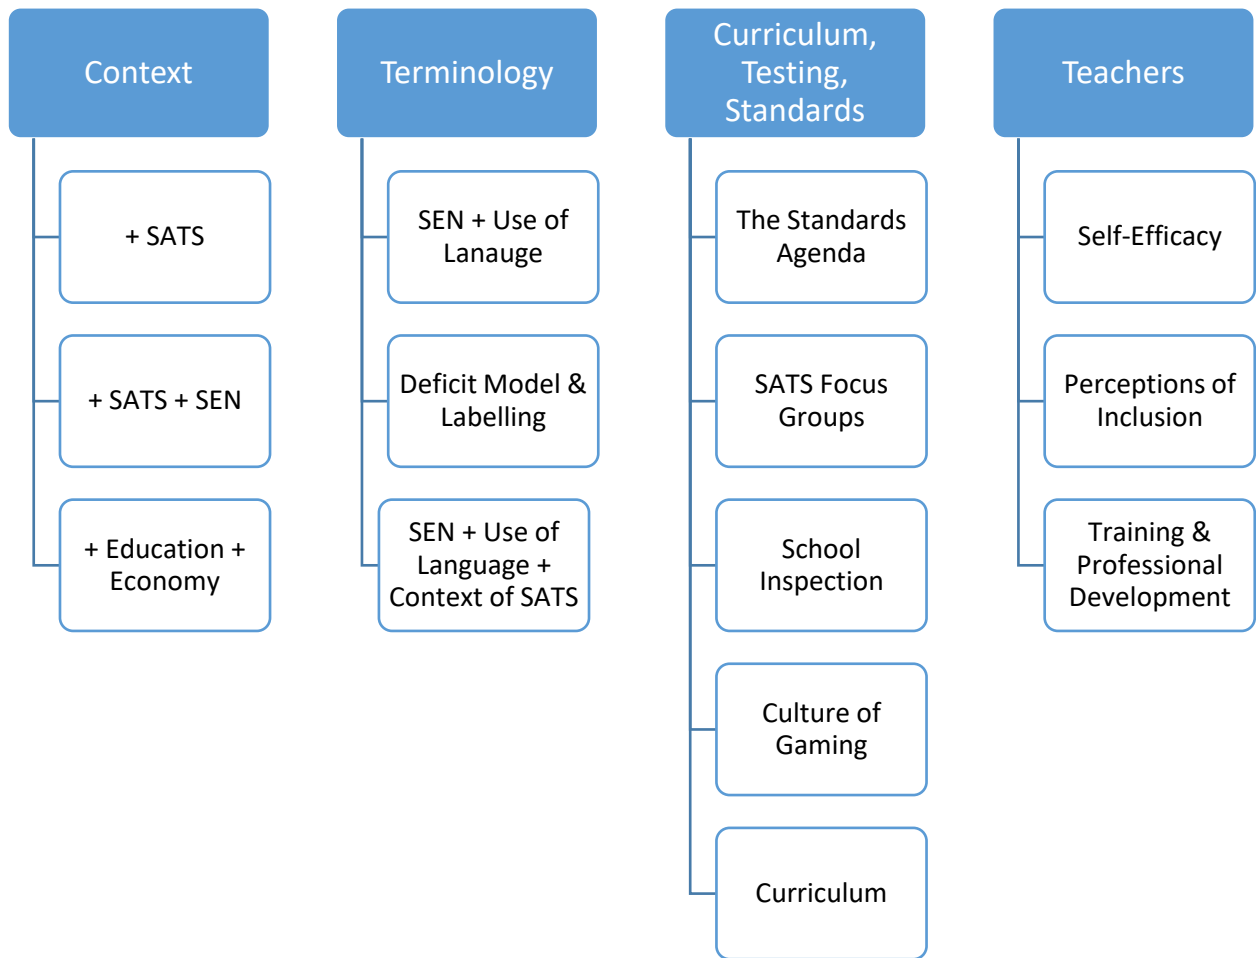 Context
+ SATS
+ SATS + SEN
+ Education +
Economy
Terminology
SEN + Use of
Lanauge
Deficit Model &
Labelling
SEN + Use of
Language +
Context of SATS
Curriculum,
Testing,
Standards
The Standards
Agenda
SATS Focus
Groups
School
Inspection
Culture of
Gaming
Curriculum
Teachers
Self-Efficacy
Perceptions of
Inclusion
Training &
Professional
Development